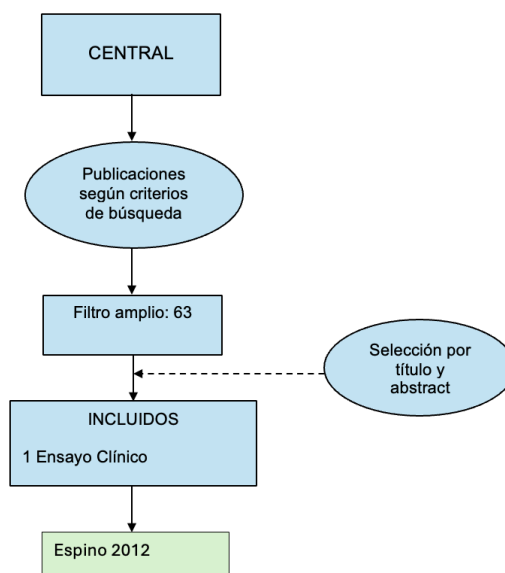 CENTRAL
Publicaciones
según criterios
de búsqueda
Filtro amplio: 63
Selección por
título y
abstract
INCLUIDOS
1 Ensayo Clínico
Espino 2012